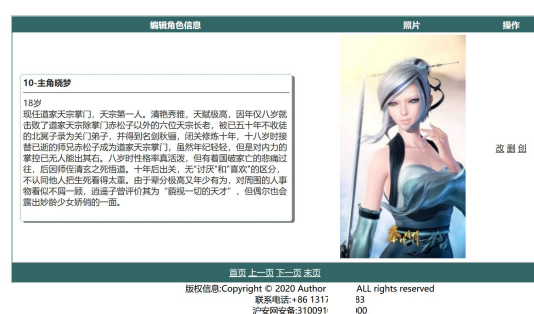 编辑角色信息 照片 操作
10-主角晓梦
18岁
现任道家天宗掌门，天宗第一人。清艳秀雅，天赋极高，因年仅八岁就
击败了道家天宗除掌门赤松子以外的六位天宗长老，被已五十年不收徒
的北冥子录为关门弟子，并得到名剑秋骊，闭关修炼十年，十八岁时接
替已逝的师兄赤松子成为道家天宗掌门，虽然年纪轻轻，但是对内力的
掌控已无人能出其右。八岁时性格率真活泼，但有着国破家亡的悲痛过
往，后因师侄清玄之死悟道。十年后出关，无"讨厌"和"喜欢"的区分，
不认同他人把生死看得太重。由于辈分极高又年少有为，对周围的人事
物看似不屑一顾，逍遥子曾评价其为“藐视一切的天才”，但偶尔也会
露出妙龄少女娇俏的一面。
秦时明月
改 删 创
首页 上一页 下一页 末页
版权信息:Copyright © 2020 Author ALL rights reserved
联系电话:+86 1317 83
沪安网安备:310091 00